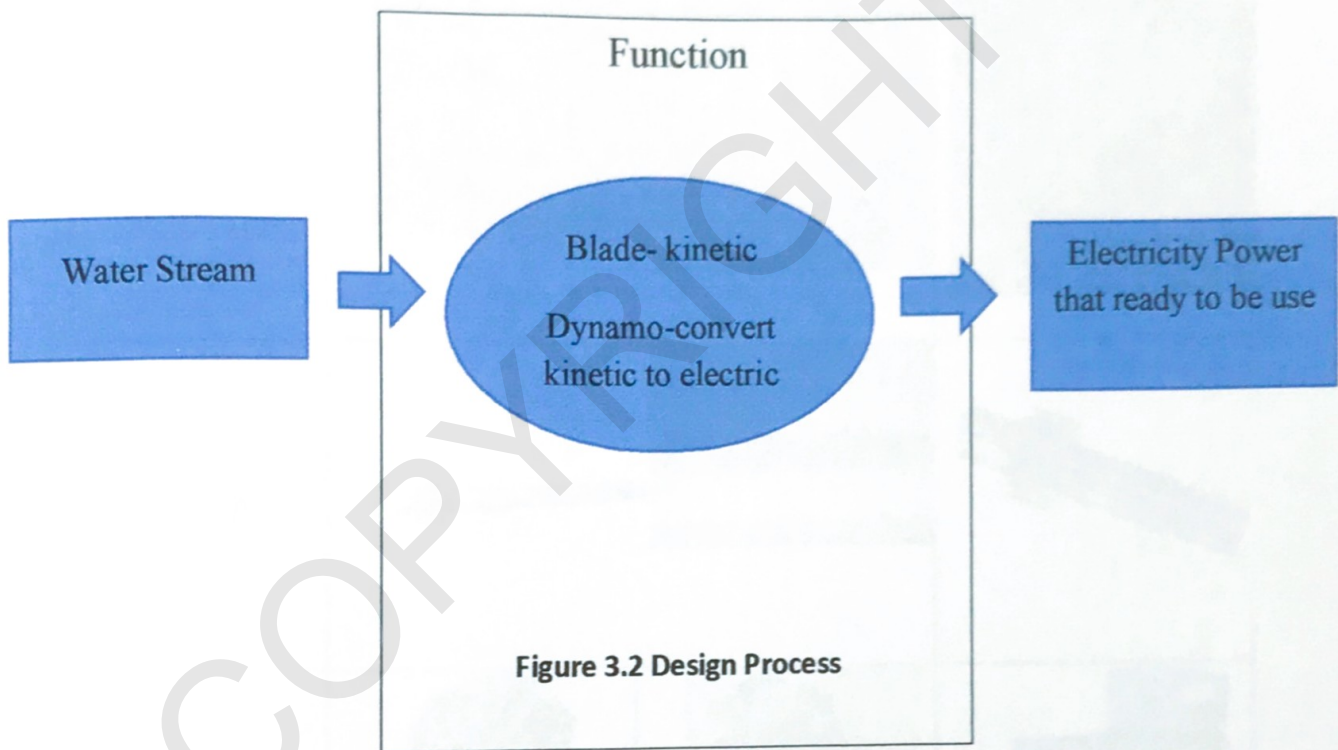 Function
Water Stream
Blade- kinetic
Dynamo-convert
kinetic to electric
Electricity Power
that ready to be use
Figure 3.2 Design Process
COPYRIGHT